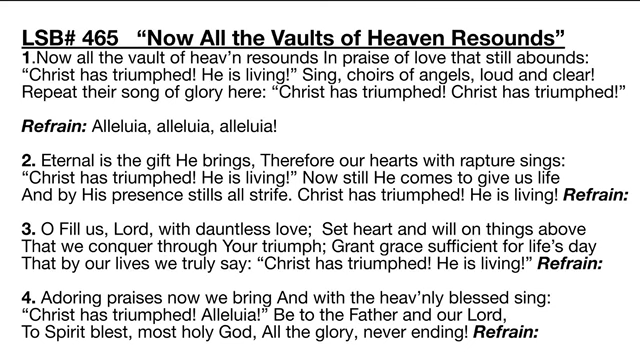 LSB# 465 “Now All the Vaults of Heaven Resounds”
1.Now all the vault of heav’n resounds In praise of love that still abounds:
“Christ has triumphed! He is living!” Sing, choirs of angels, loud and clear!
Repeat their song of glory here: “Christ has triumphed! Christ has triumphed!”
Refrain: Alleluia, alleluia, alleluia!
2. Eternal is the gift He brings, Therefore our hearts with rapture sings:
“Christ has triumphed! He is living!” Now still He comes to give us life
And by His presence stills all strife. Christ has triumphed! He is living! Refrain:
3. O Fill us, Lord, with dauntless love;  Set heart and will on things above
That we conquer through Your triumph; Grant grace sufficient for life’s day
That by our lives we truly say: “Christ has triumphed! He is living!” Refrain:
4. Adoring praises now we bring And with the heav’nly blessed sing:
“Christ has triumphed! Alleluia!” Be to the Father and our Lord,
To Spirit blest, most holy God, All the glory, never ending! Refrain: